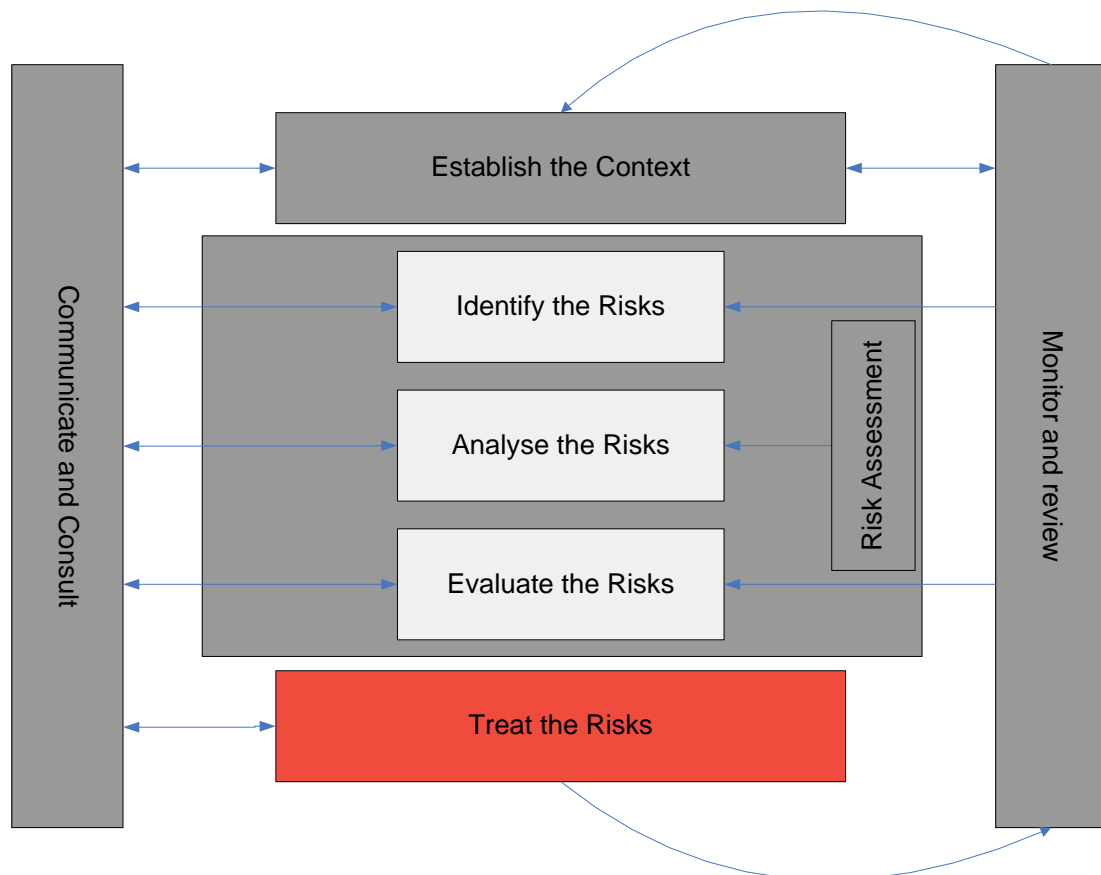 Establish the Context
Communicate and Consult
Identify the Risks
Analyse the Risks
Evaluate the Risks
Risk Assessment
Monitor and review
Treat the Risks